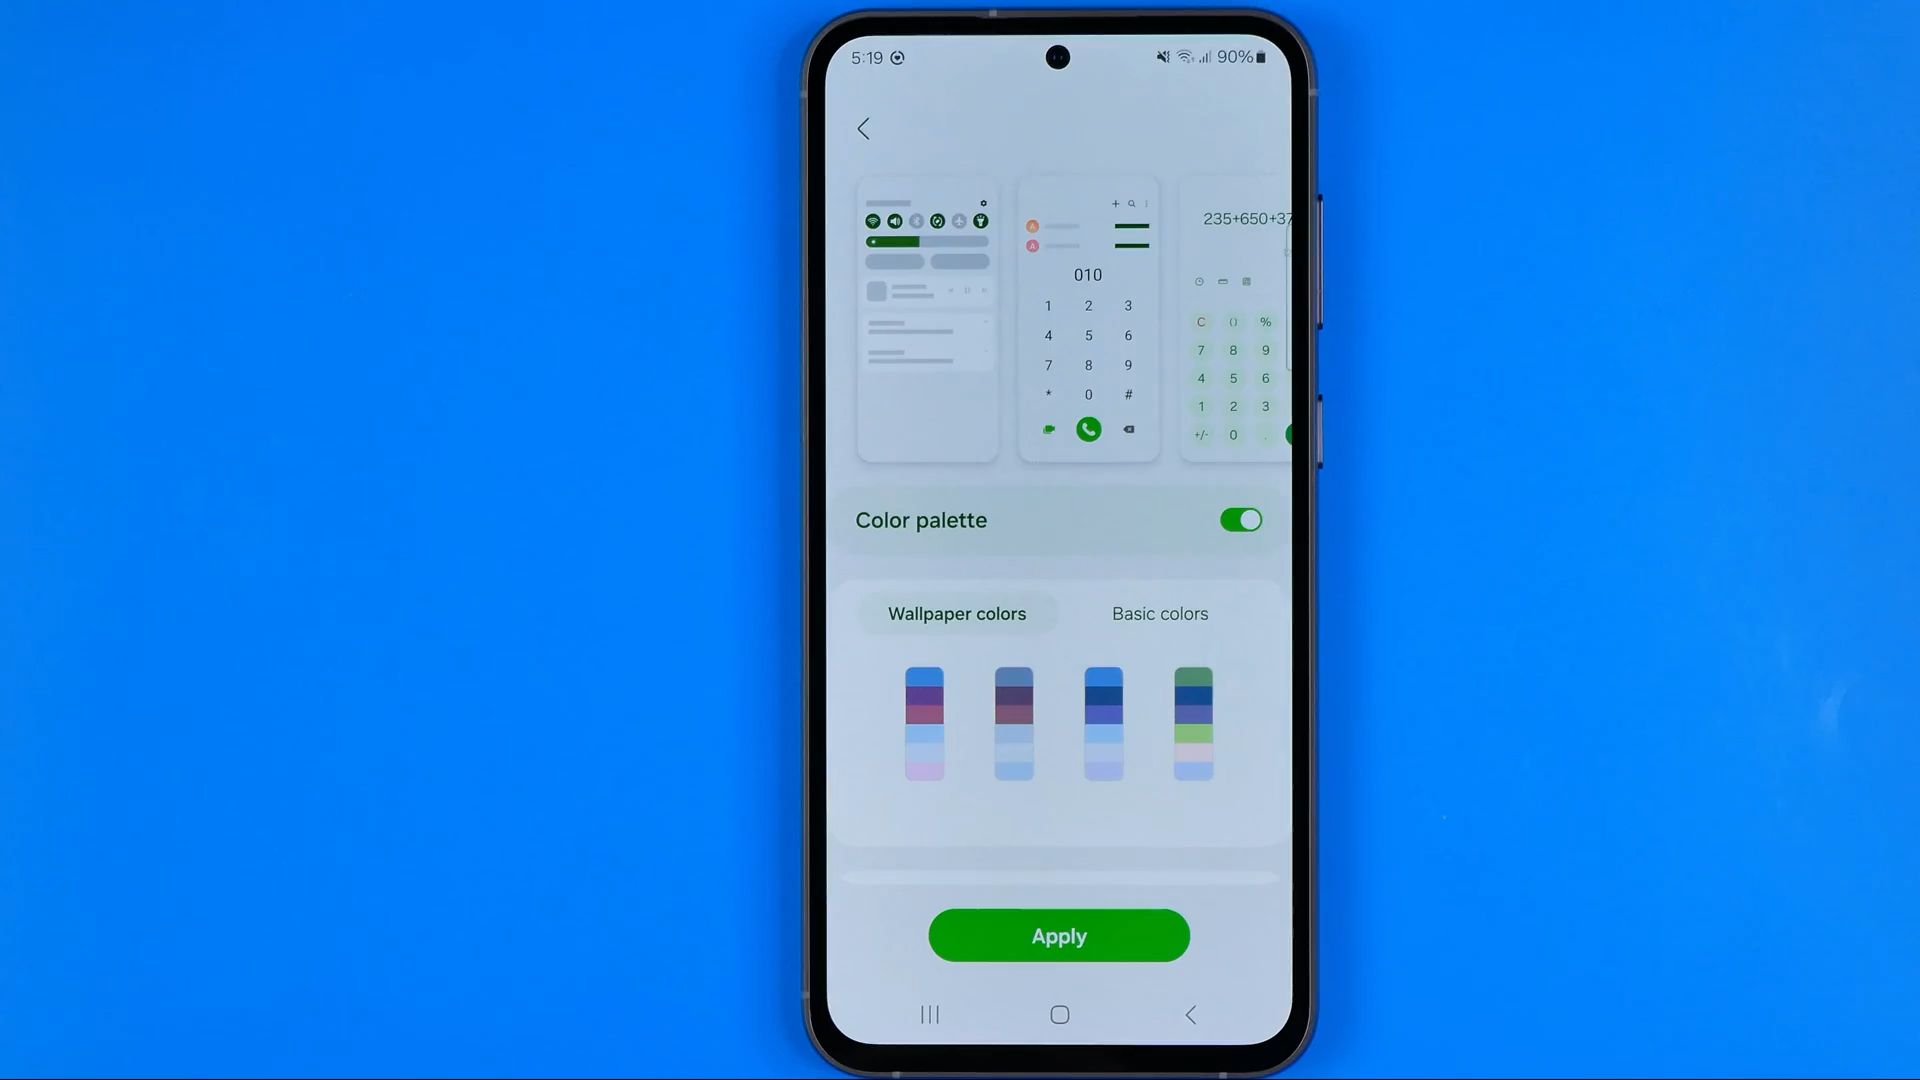 5:19 90%
235+650+37
A
A
010
1 2 3
4 5 6
7 8 9
* 0 #
C () %
7 8 9
4 5 6
1 2 3
+/- 0 .
Color palette
Wallpaper colors Basic colors
Apply